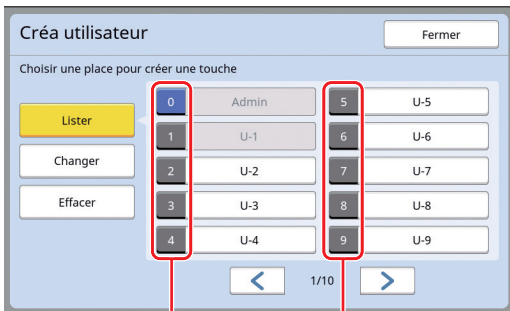 Créa utilisateur
Fermer
Choisir une place pour créer une touche
Lister
Changer
Effacer
0 Admin
1 U-1
2 U-2
3 U-3
4 U-4
5 U-5
6 U-6
7 U-7
8 U-8
9 U-9
1/10